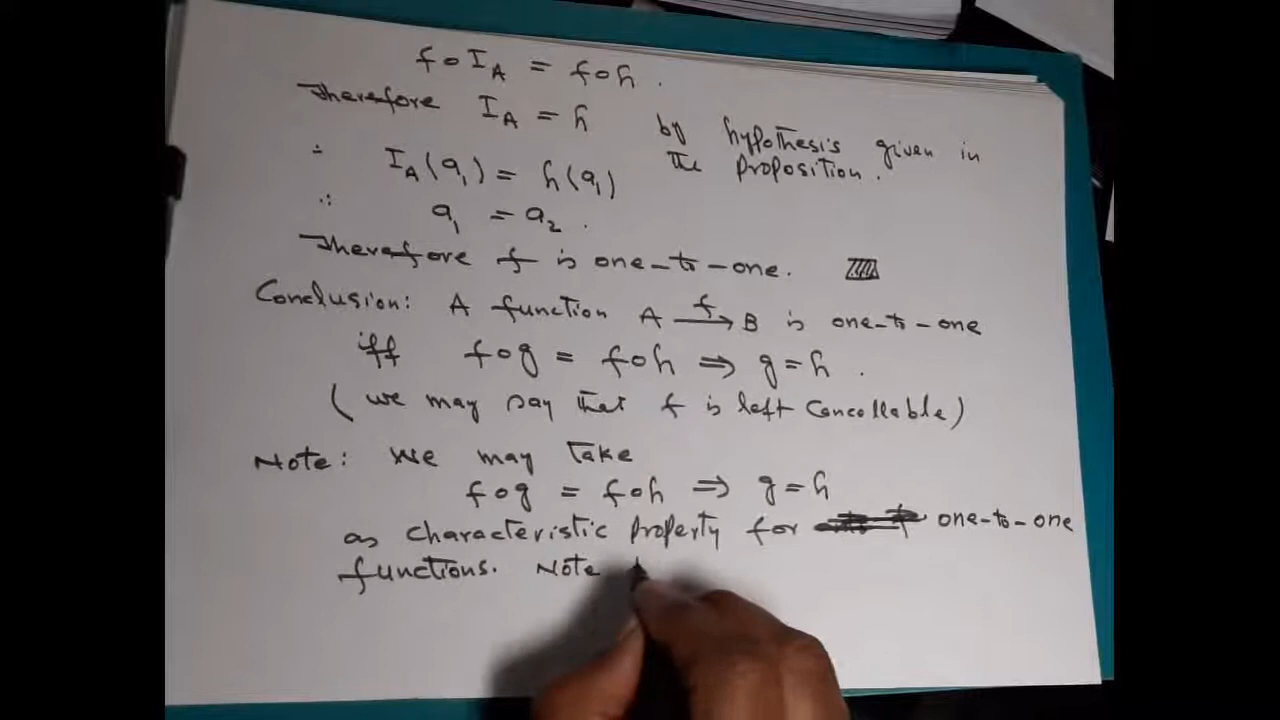 f o I_A = f o h .
Therefore I_A = h by hypothesis given in
the proposition.
∴ I_A(a_1) = h(a_1)
∴ a_1 = a_2 .
Therefore f is one-to-one.
Conclusion: A function A →f B is one-to-one
iff f o g = f o h ⇒ g = h .
(we may say that f is left cancellable)
Note: we may take
f o g = f o h ⇒ g = h
as characteristic property for one-to-one
functions. Note